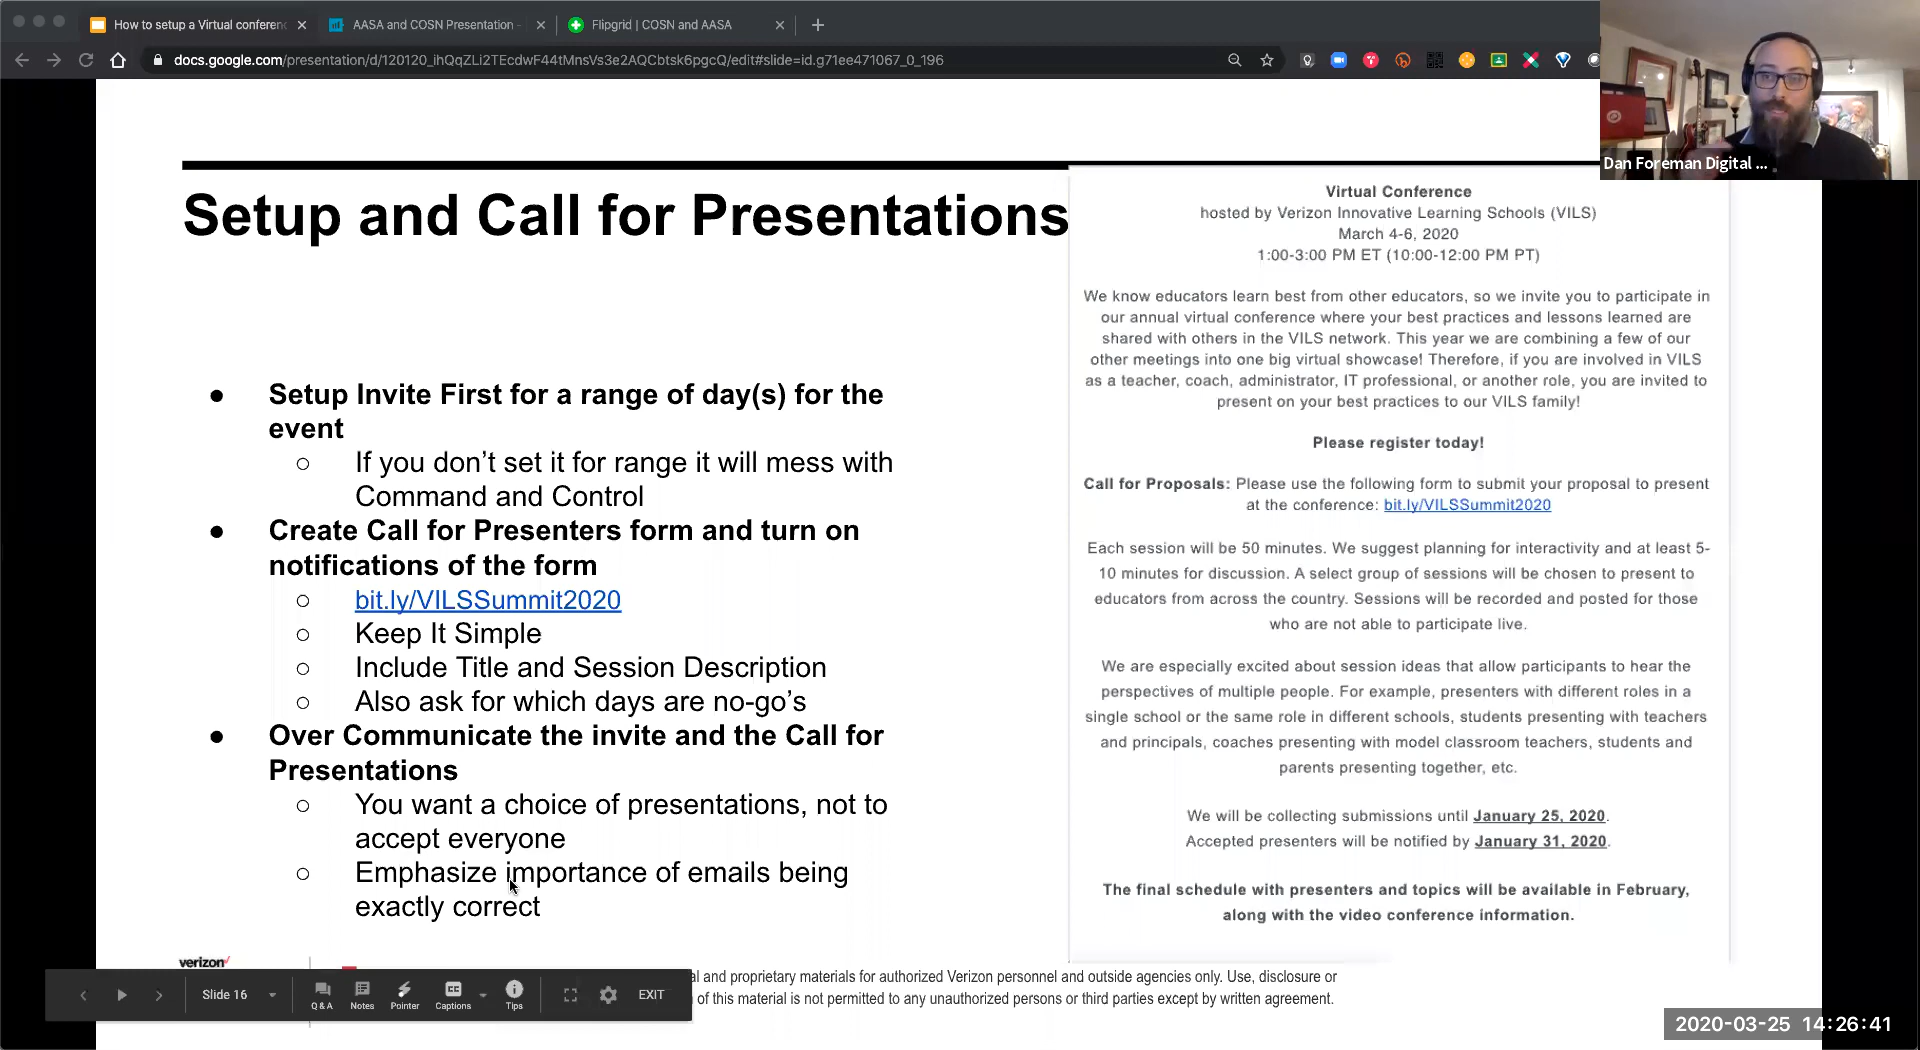 How to setup a Virtual conferenc
AASA and COSN Presentation -
Flipgrid | COSN and AASA
docs.google.com/presentation/d/120120_ihQqZLi2TEcdwF44tMnsVs3e2AQCbtsk6pgcQ/edit#slide=id.g71ee471067_0_196
Dan Foreman Digital ...
Setup and Call for Presentations
● Setup Invite First for a range of day(s) for the
event
○ If you don’t set it for range it will mess with
Command and Control
● Create Call for Presenters form and turn on
notifications of the form
○ bit.ly/VILSSummit2020
○ Keep It Simple
○ Include Title and Session Description
○ Also ask for which days are no-go’s
● Over Communicate the invite and the Call for
Presentations
○ You want a choice of presentations, not to
accept everyone
○ Emphasize importance of emails being
exactly correct
Virtual Conference
hosted by Verizon Innovative Learning Schools (VILS)
March 4-6, 2020
1:00-3:00 PM ET (10:00-12:00 PM PT)
We know educators learn best from other educators, so we invite you to participate in
our annual virtual conference where your best practices and lessons learned are
shared with others in the VILS network. This year we are combining a few of our
other meetings into one big virtual showcase! Therefore, if you are involved in VILS
as a teacher, coach, administrator, IT professional, or another role, you are invited to
present on your best practices to our VILS family!
Please register today!
Call for Proposals: Please use the following form to submit your proposal to present
at the conference: bit.ly/VILSSummit2020
Each session will be 50 minutes. We suggest planning for interactivity and at least 5-
10 minutes for discussion. A select group of sessions will be chosen to present to
educators from across the country. Sessions will be recorded and posted for those
who are not able to participate live.
We are especially excited about session ideas that allow participants to hear the
perspectives of multiple people. For example, presenters with different roles in a
single school or the same role in different schools, students presenting with teachers
and principals, coaches presenting with model classroom teachers, students and
parents presenting together, etc.
We will be collecting submissions until January 25, 2020.
Accepted presenters will be notified by January 31, 2020.
The final schedule with presenters and topics will be available in February,
along with the video conference information.
verizon
al and proprietary materials for authorized Verizon personnel and outside agencies only. Use, disclosure or
of this material is not permitted to any unauthorized persons or third parties except by written agreement.
Slide 16
Q & A
Notes
Pointer
CC
Captions
Tips
EXIT
2020-03-25 14:26:41